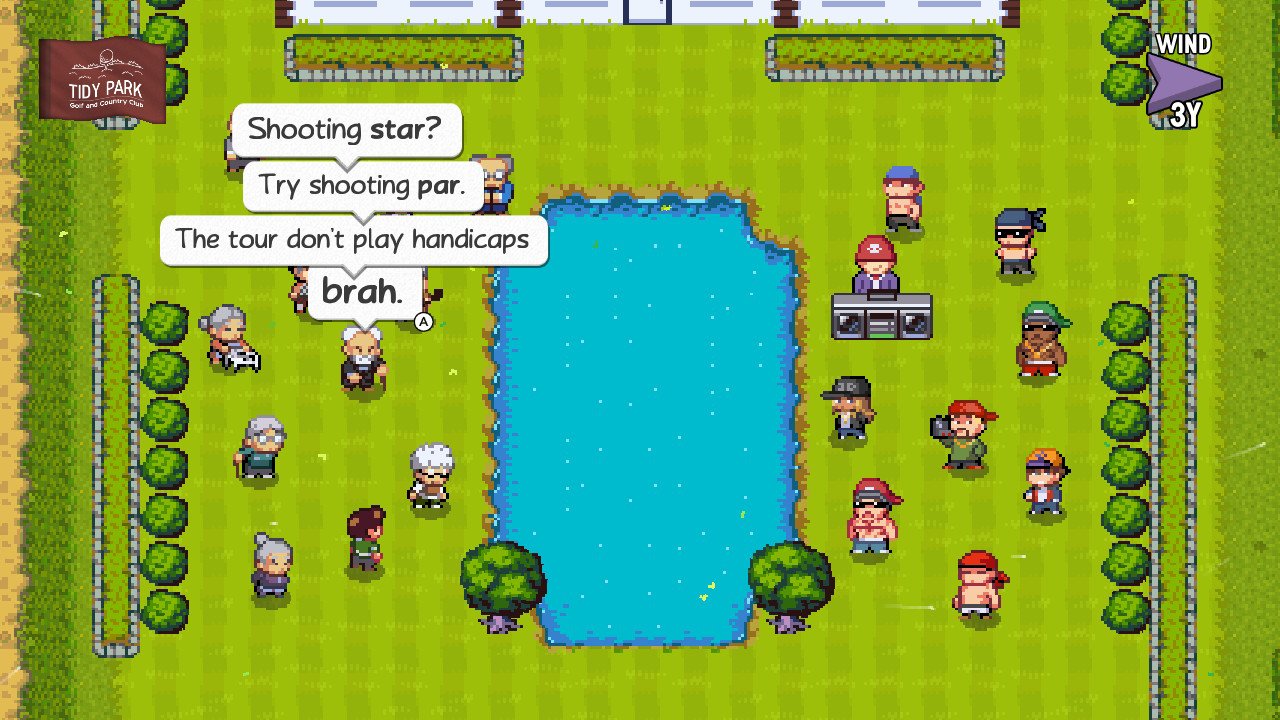 TIDY PARK
Golf and Country Club
WIND
3Y
Shooting star?
Try shooting par.
The tour don't play handicaps
brah.
A